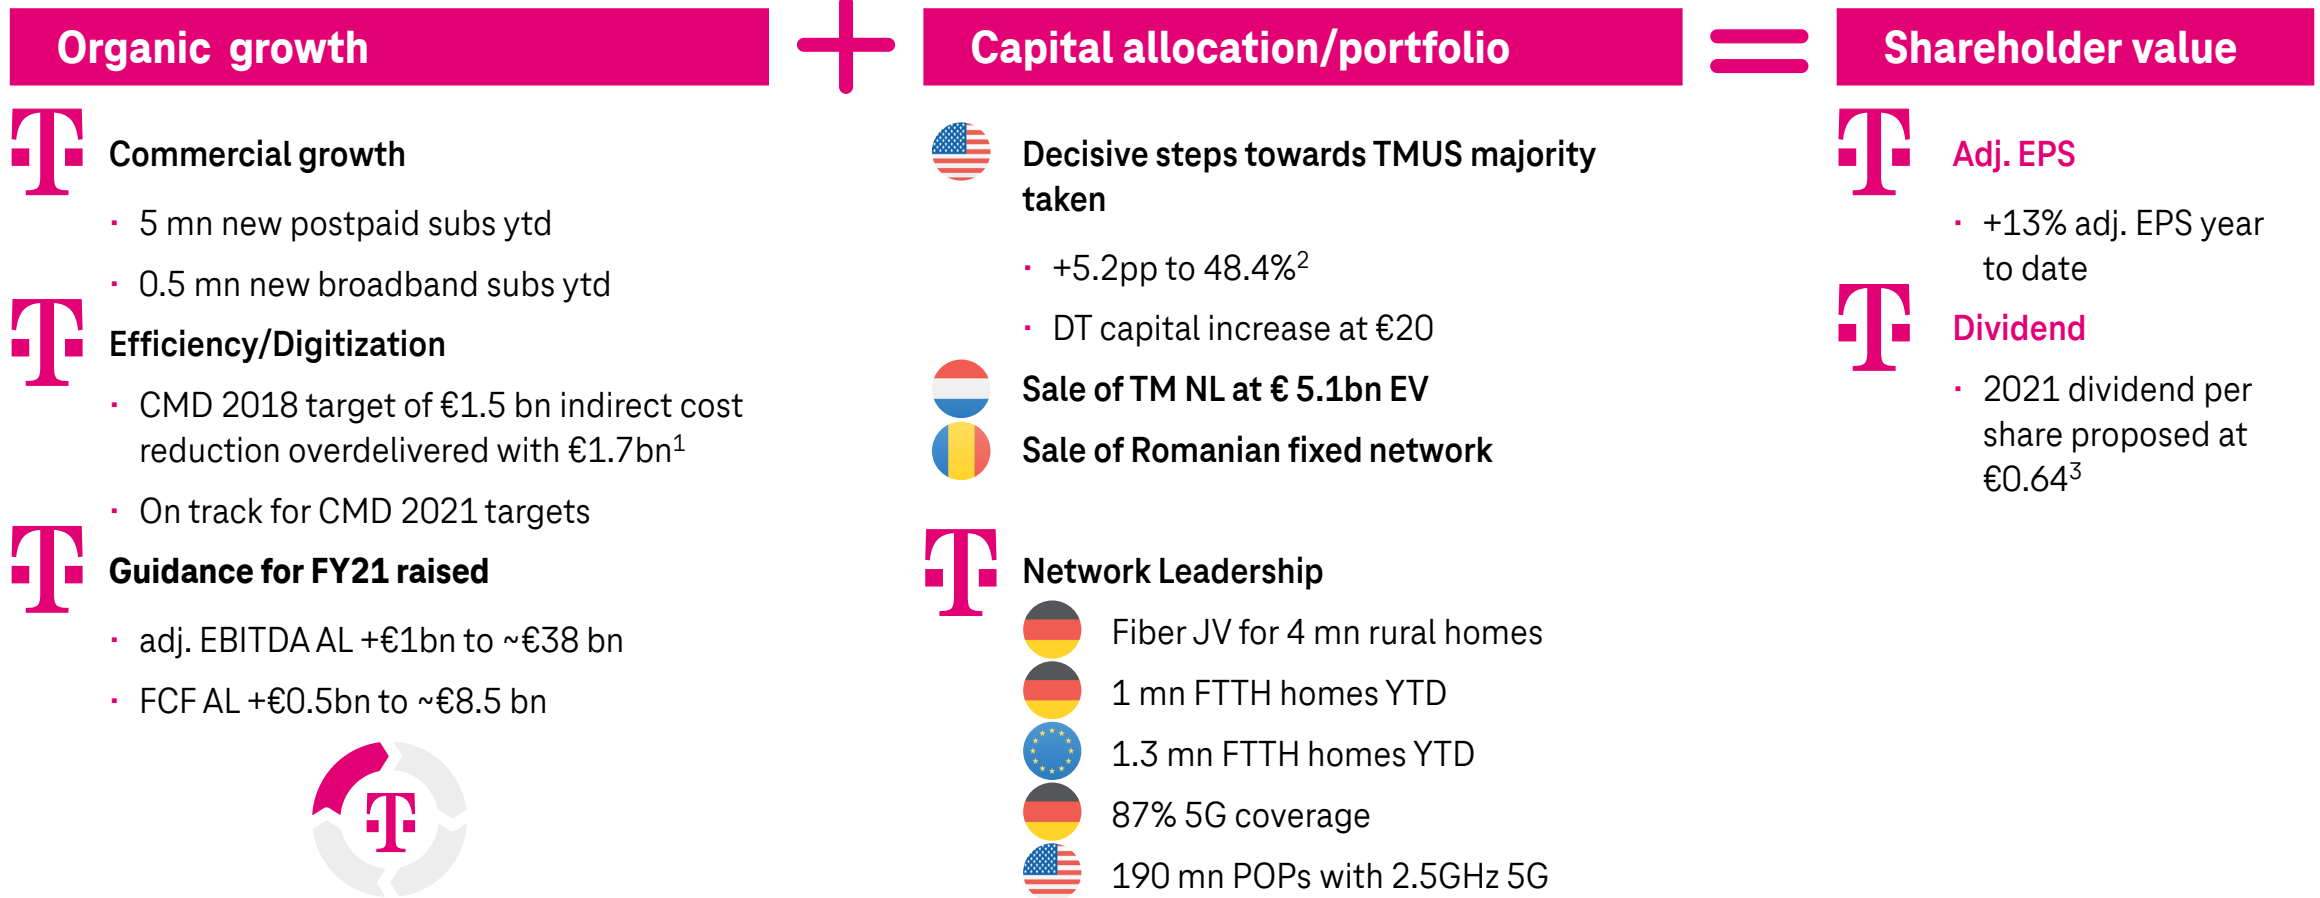 Organic growth
Commercial growth
· 5 mn new postpaid subs ytd
· 0.5 mn new broadband subs ytd
Efficiency/Digitization
· CMD 2018 target of €1.5 bn indirect cost
reduction overdelivered with €1.7bn¹
· On track for CMD 2021 targets
Guidance for FY21 raised
· adj. EBITDA AL +€1bn to ~€38 bn
· FCF AL +€0.5bn to ~€8.5 bn
+
Capital allocation/portfolio
Decisive steps towards TMUS majority
taken
· +5.2pp to 48.4%²
· DT capital increase at €20
Sale of TM NL at € 5.1bn EV
Sale of Romanian fixed network
Network Leadership
Fiber JV for 4 mn rural homes
1 mn FTTH homes YTD
1.3 mn FTTH homes YTD
87% 5G coverage
190 mn POPs with 2.5GHz 5G
=
Shareholder value
Adj. EPS
· +13% adj. EPS year
to date
Dividend
· 2021 dividend per
share proposed at
€0.64³